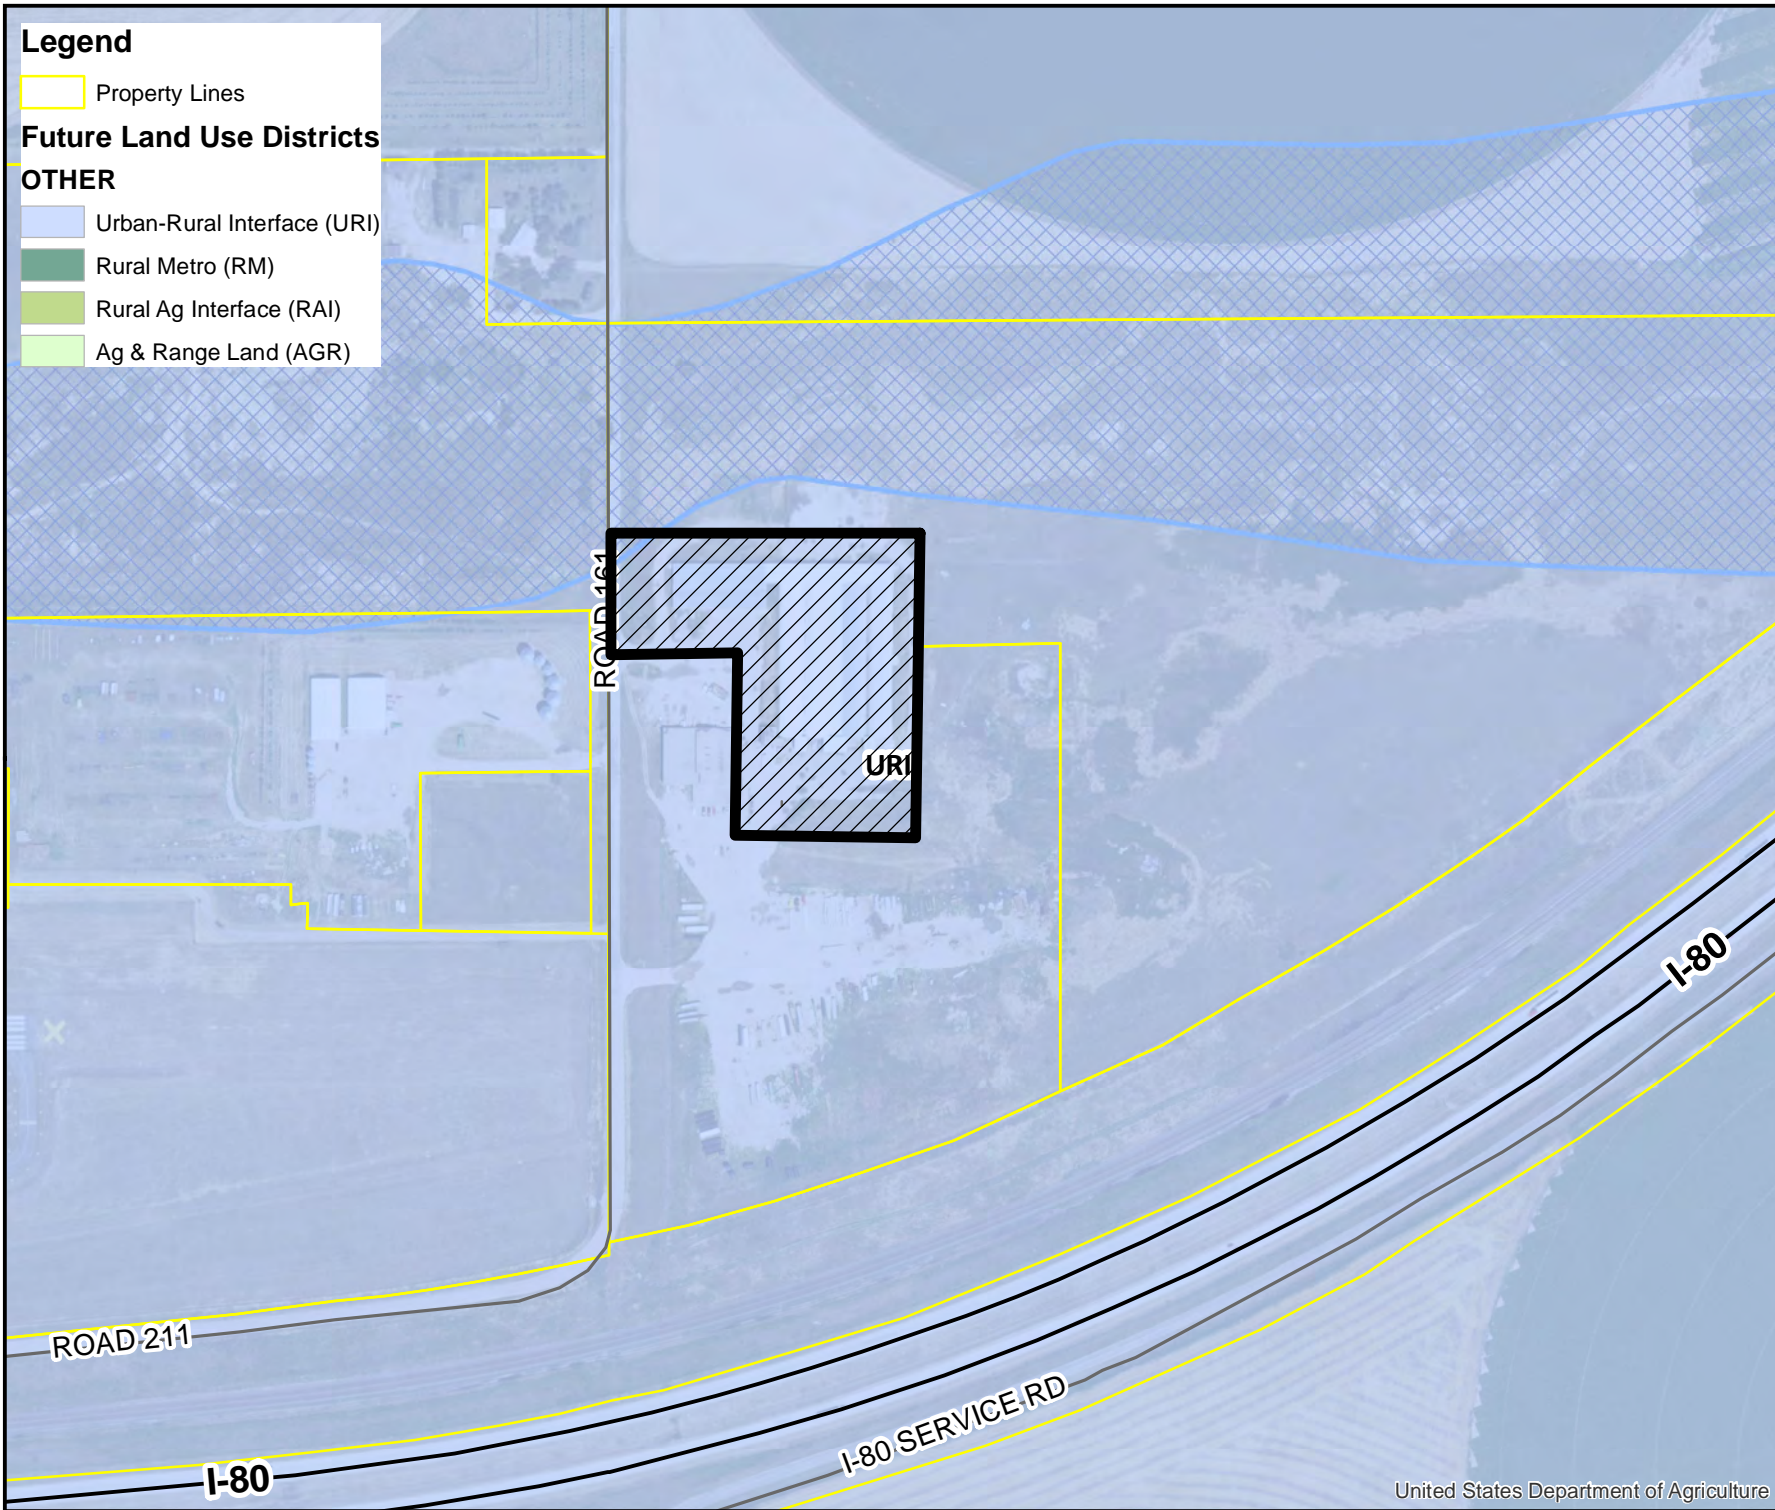 Legend
Property Lines
Future Land Use Districts
OTHER
Urban-Rural Interface (URI)
Rural Metro (RM)
Rural Ag Interface (RAI)
Ag & Range Land (AGR)
ROAD 161
URI
I-80
ROAD 211
I-80 SERVICE RD
I-80
United States Department of Agriculture